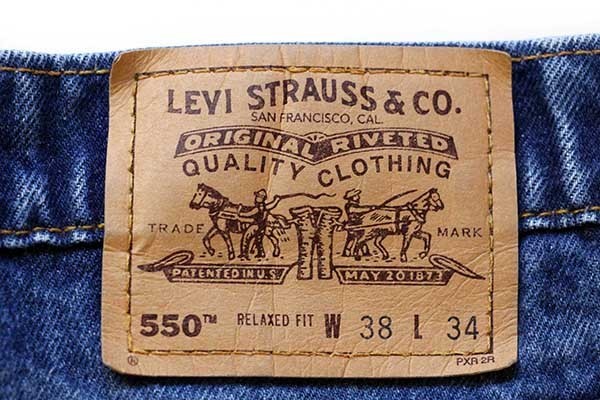 LEVI STRAUSS & CO.
SAN FRANCISCO, CAL.
ORIGINAL RIVETED
QUALITY CLOTHING
TRADE MARK
PATENTED IN U.S. MAY 20 1873
550™ RELAXED FIT W 38 L 34
® PXR 2R